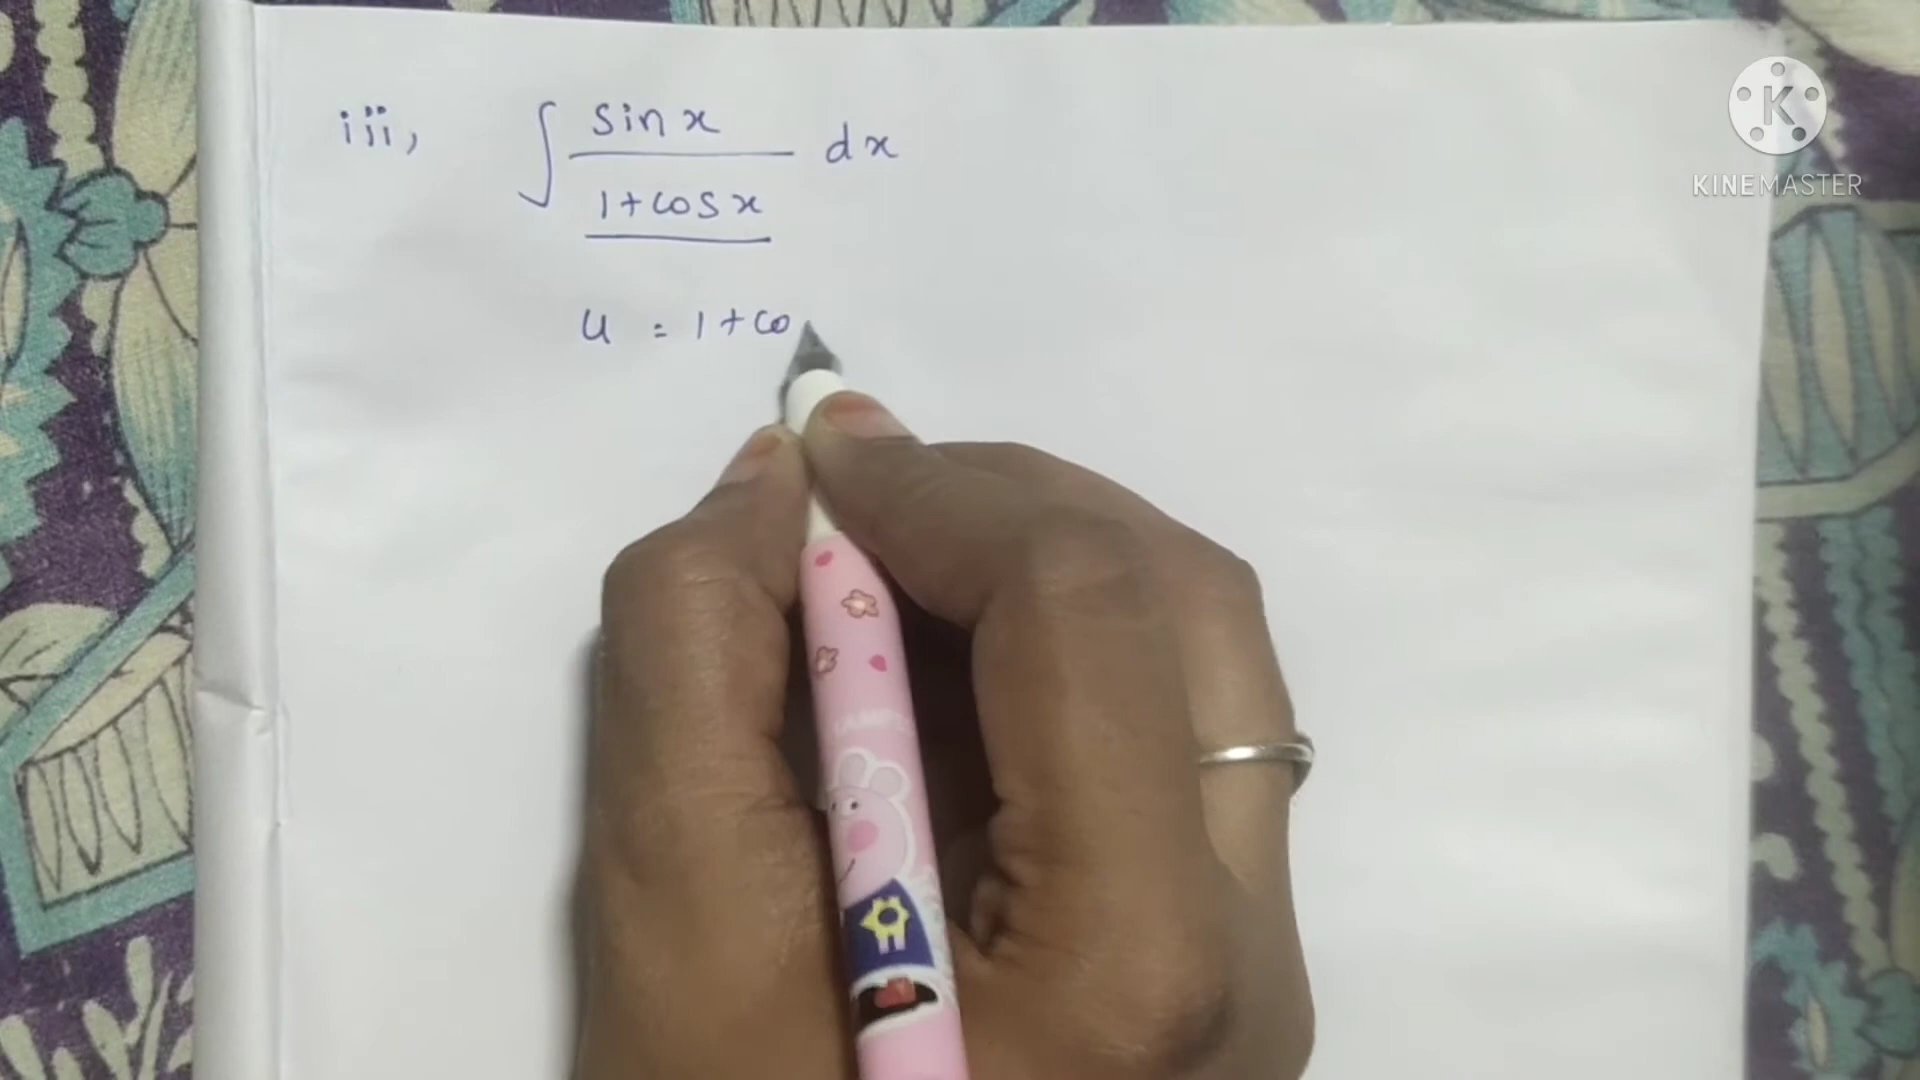 iii, ∫ sin x / 1+cos x dx
u = 1+co
K
KINEMASTER